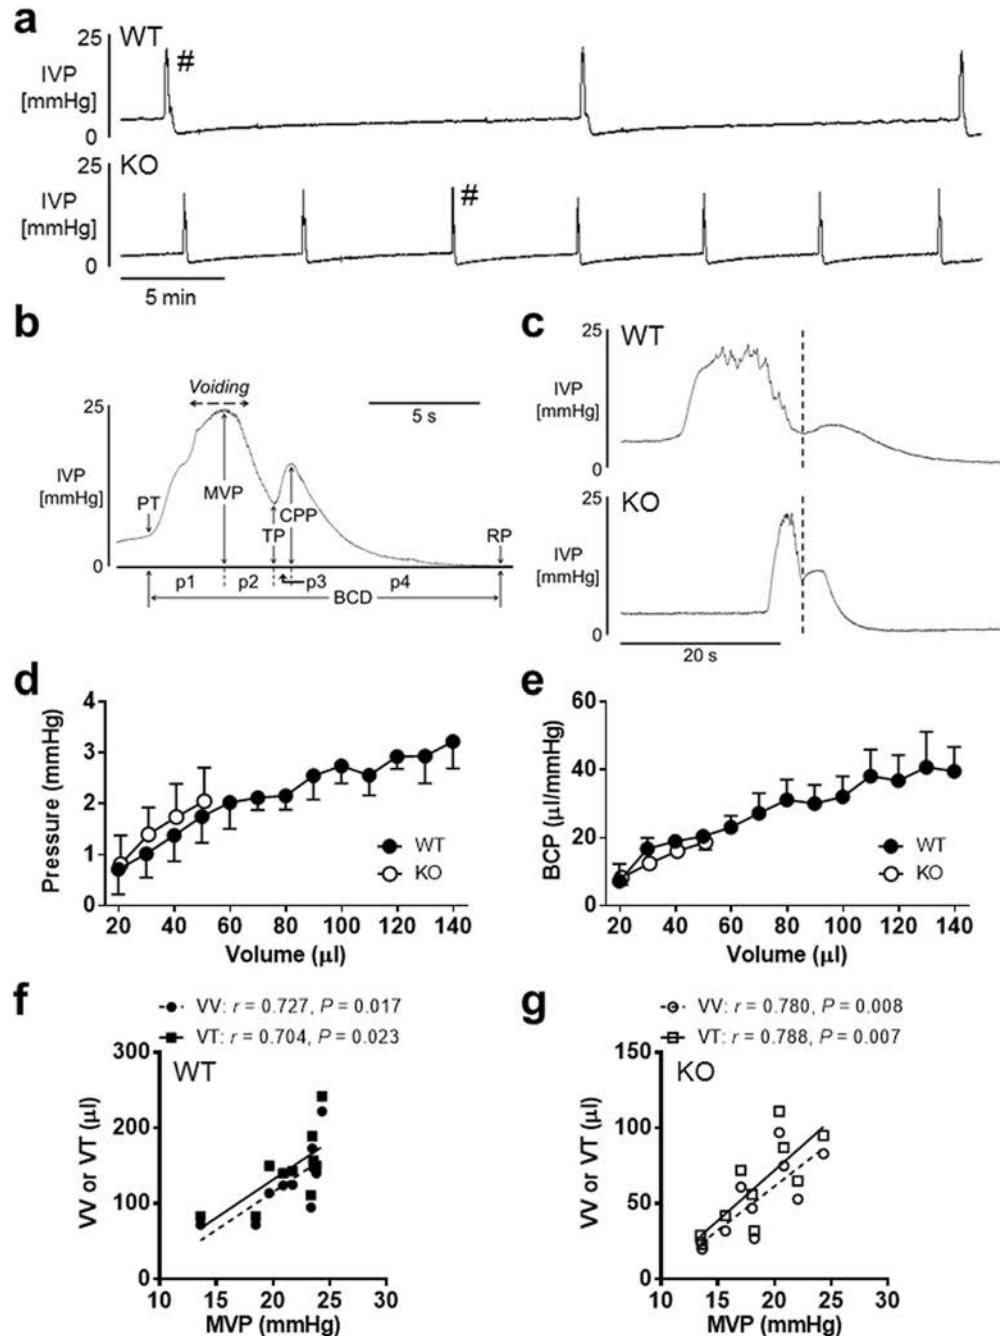 a
WT
25
IVP
[mmHg]
0
#
KO
25
IVP
[mmHg]
0
#
5 min
b
Voiding
25
5 s
IVP
[mmHg]
PT
MVP
CPP
TP
RP
0
p1 p2 p3 p4
BCD
c
WT
25
IVP
[mmHg]
0
KO
25
IVP
[mmHg]
0
20 s
d
Pressure (mmHg)
4
3
2
1
0
WT
KO
20 40 60 80 100 120 140
Volume (μl)
e
BCP (μl/mmHg)
60
40
20
0
WT
KO
20 40 60 80 100 120 140
Volume (μl)
f
VV: r = 0.727, P = 0.017
VT: r = 0.704, P = 0.023
WT
VV or VT (μl)
300
200
100
0
10 15 20 25 30
MVP (mmHg)
g
VV: r = 0.780, P = 0.008
VT: r = 0.788, P = 0.007
KO
VV or VT (μl)
150
100
50
0
10 15 20 25 30
MVP (mmHg)